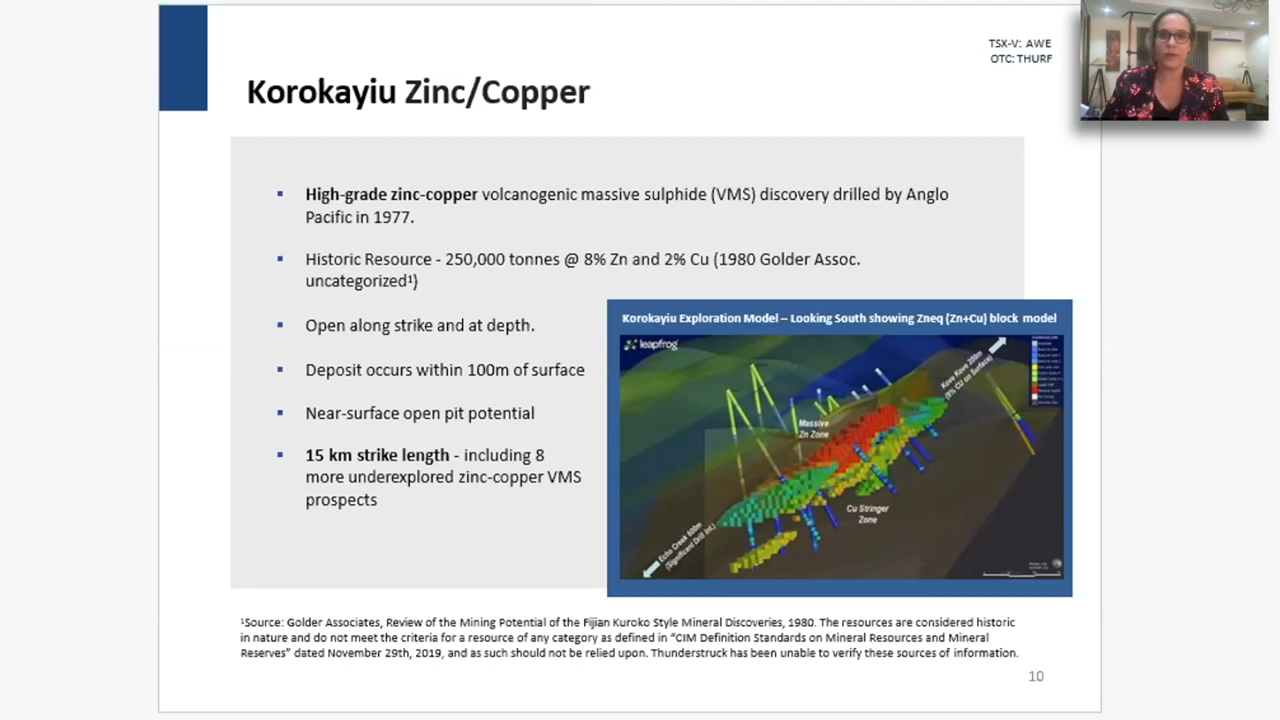 TSX-V: AWE
OTC: THURF
Korokayiu Zinc/Copper
▪ High-grade zinc-copper volcanogenic massive sulphide (VMS) discovery drilled by Anglo
Pacific in 1977.
▪ Historic Resource - 250,000 tonnes @ 8% Zn and 2% Cu (1980 Golder Assoc.
uncategorized¹)
▪ Open along strike and at depth.
▪ Deposit occurs within 100m of surface
▪ Near-surface open pit potential
▪ 15 km strike length - including 8
more underexplored zinc-copper VMS
prospects
Korokayiu Exploration Model – Looking South showing Zneq (Zn+Cu) block model
leapfrog
Massive
Zn Zone
Cu Stringer
Zone
Echo Creek 600m
(Significant Drill Int.)
¹Source: Golder Associates, Review of the Mining Potential of the Fijian Kuroko Style Mineral Discoveries, 1980. The resources are considered historic
in nature and do not meet the criteria for a resource of any category as defined in “CIM Definition Standards on Mineral Resources and Mineral
Reserves” dated November 29th, 2019, and as such should not be relied upon. Thunderstruck has been unable to verify these sources of information.
10